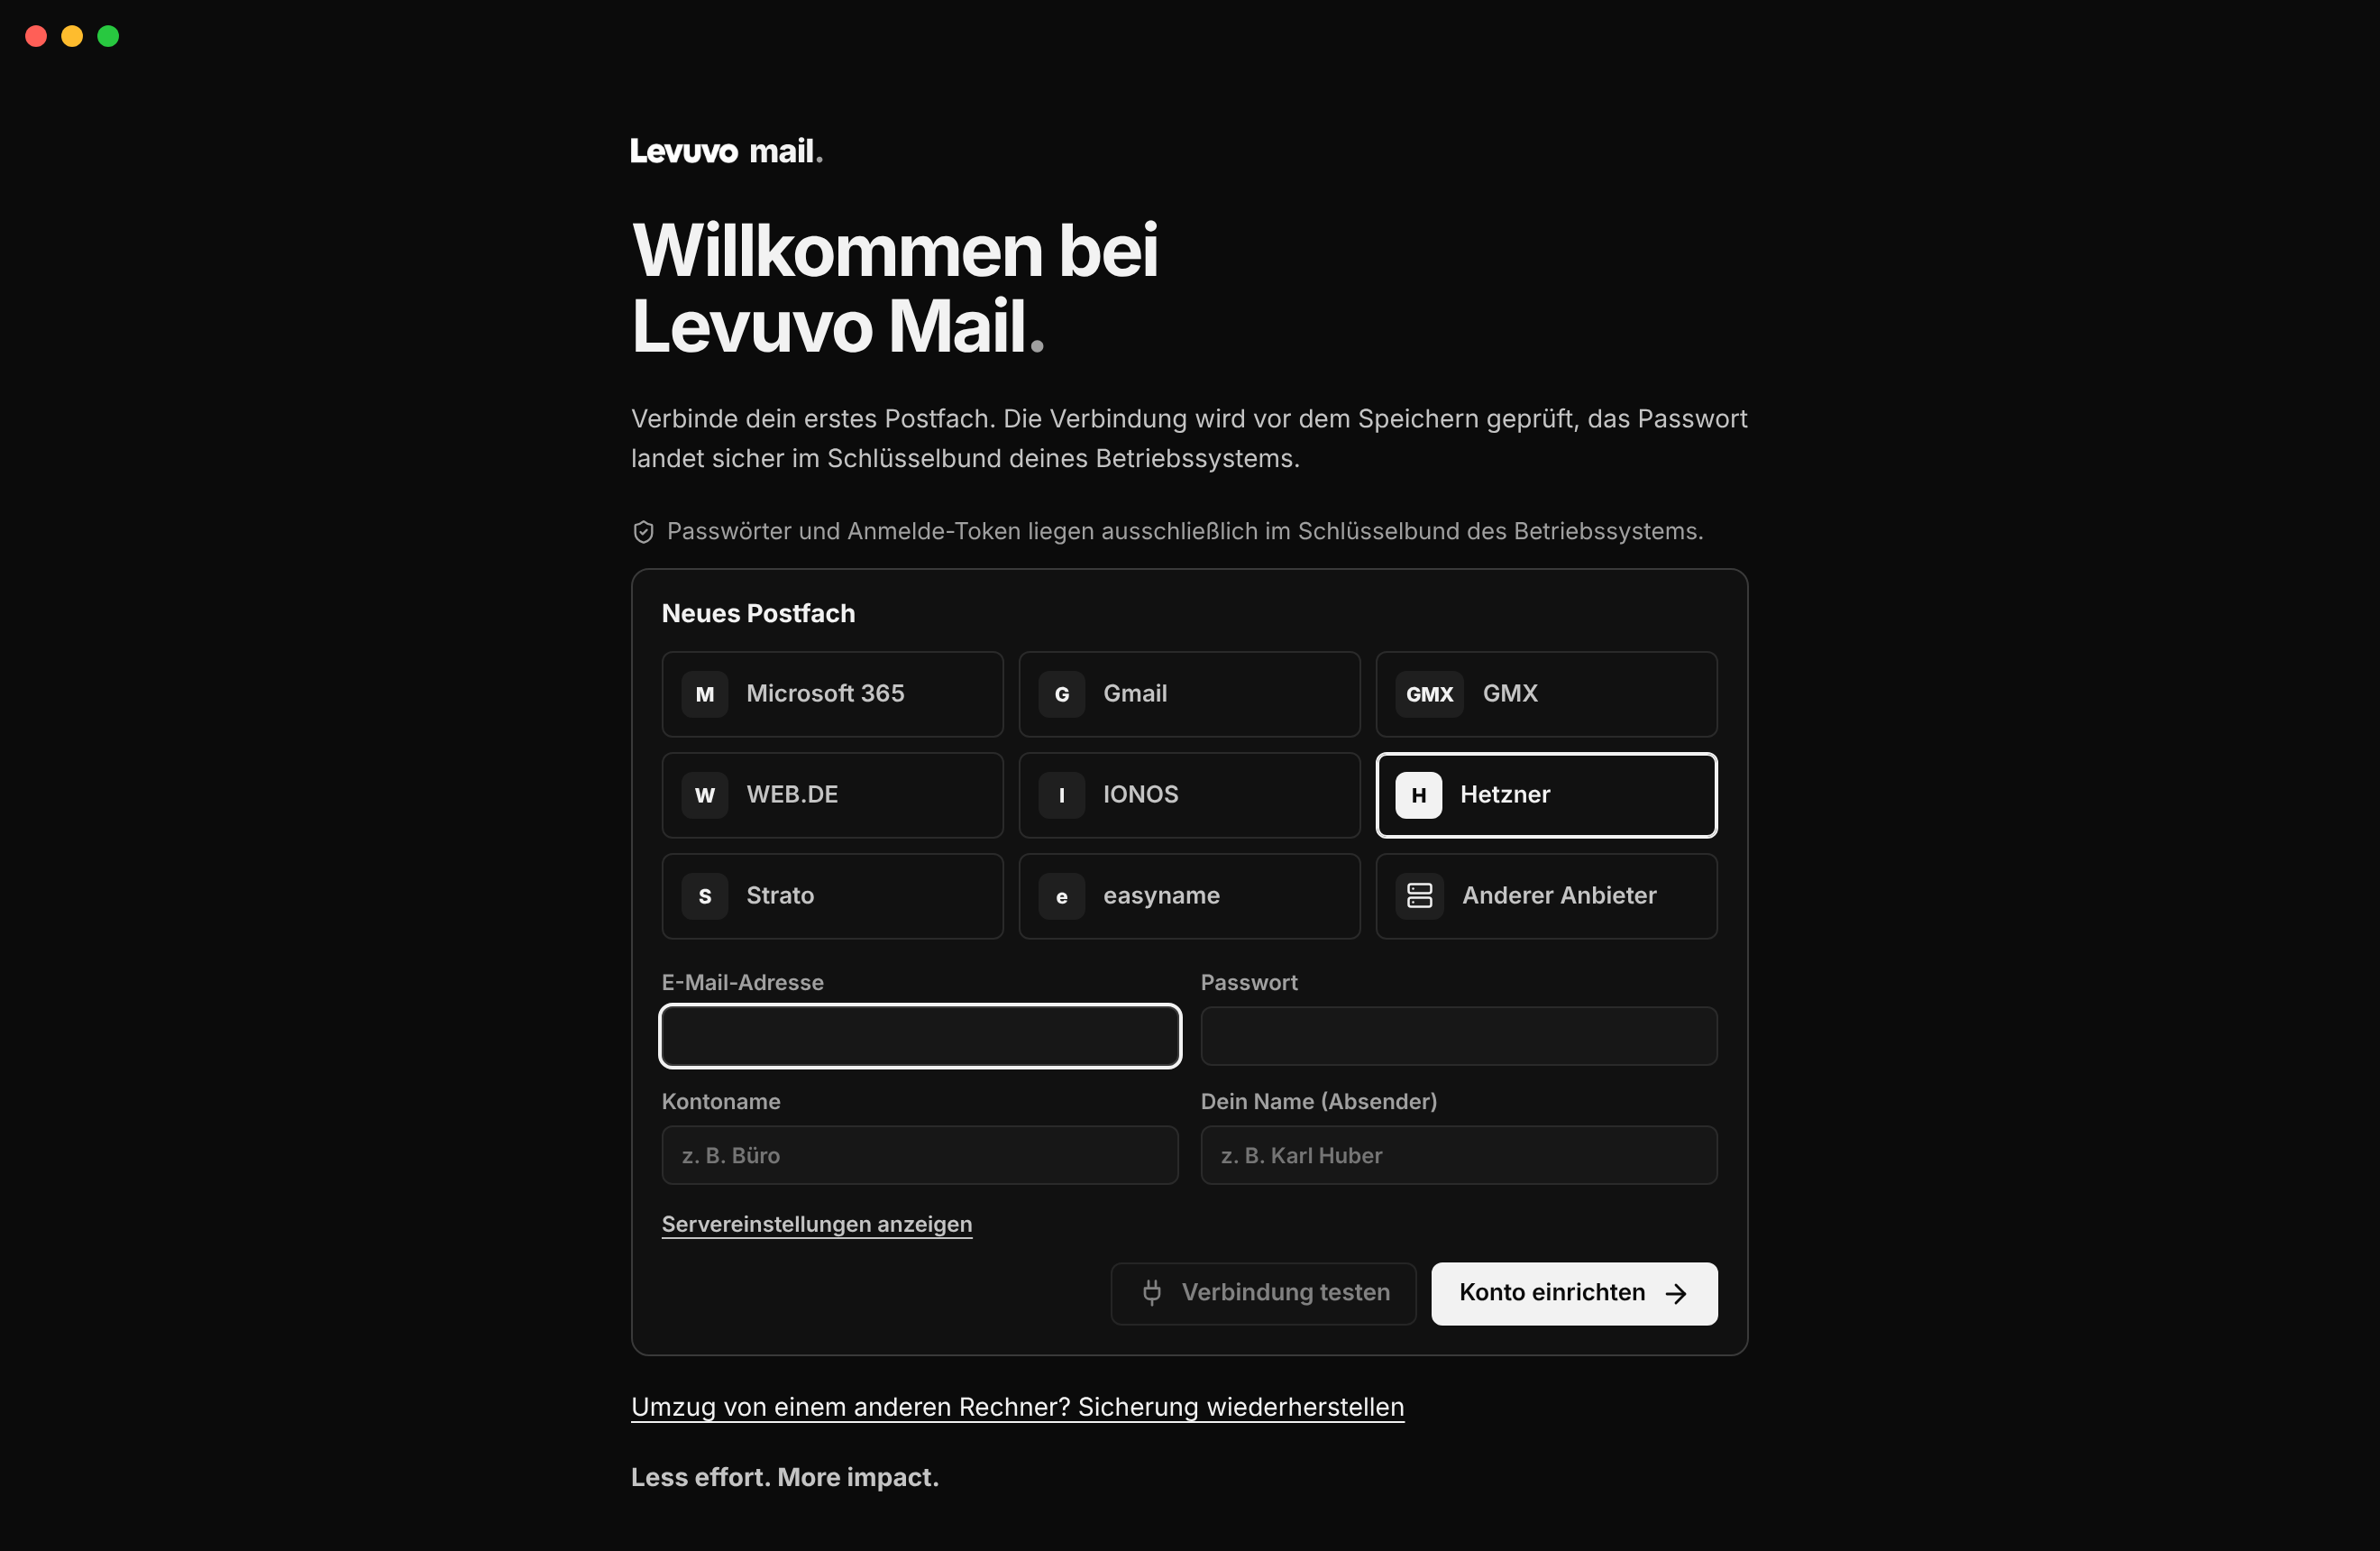 Levuvo mail.
Willkommen bei
Levuvo Mail.
Verbinde dein erstes Postfach. Die Verbindung wird vor dem Speichern geprüft, das Passwort
landet sicher im Schlüsselbund deines Betriebssystems.
Passwörter und Anmelde-Token liegen ausschließlich im Schlüsselbund des Betriebssystems.
Neues Postfach
M Microsoft 365
G Gmail
GMX GMX
W WEB.DE
I IONOS
H Hetzner
S Strato
e easyname
Anderer Anbieter
E-Mail-Adresse
Passwort
Kontoname
Dein Name (Absender)
z. B. Büro
z. B. Karl Huber
Servereinstellungen anzeigen
Verbindung testen
Konto einrichten
Umzug von einem anderen Rechner? Sicherung wiederherstellen
Less effort. More impact.